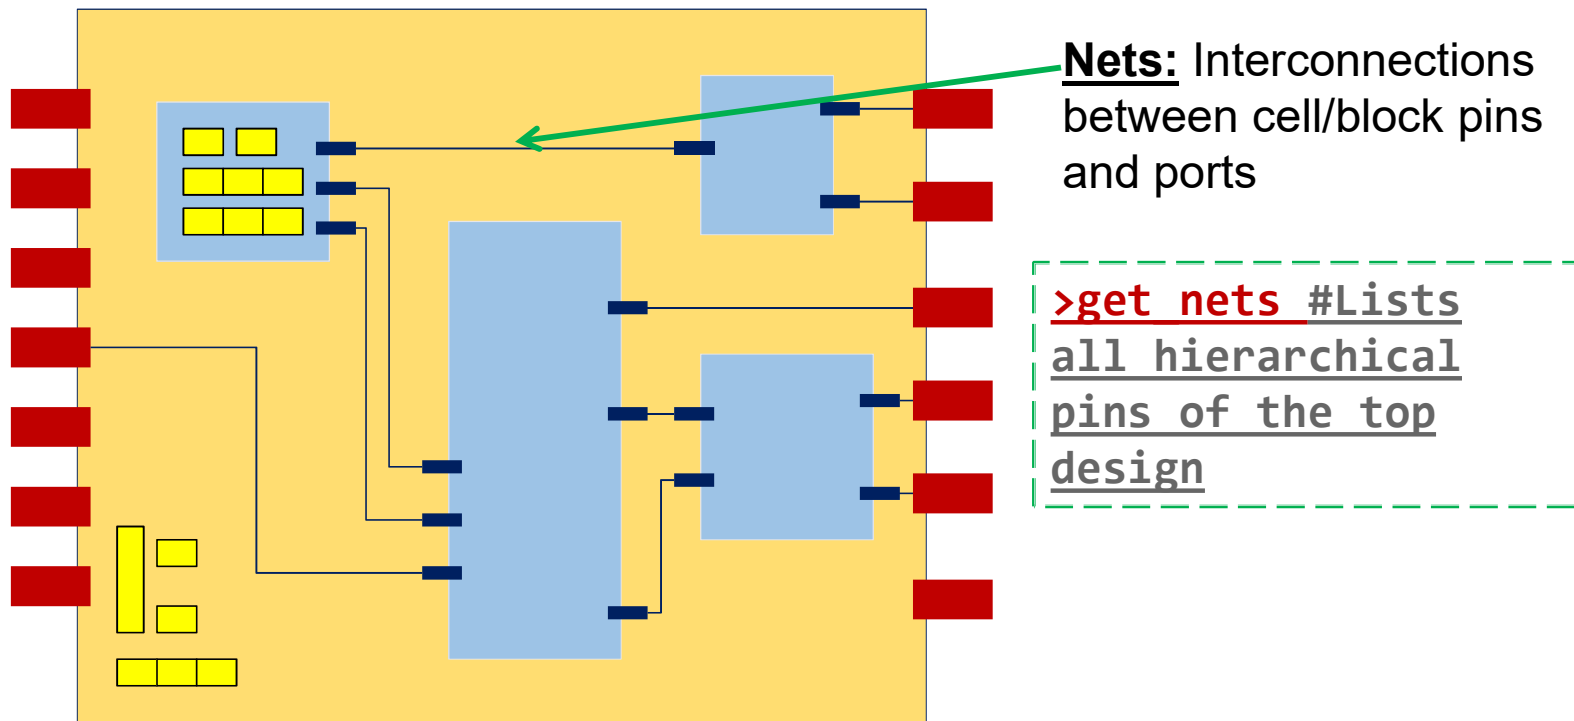 Nets: Interconnections
between cell/block pins
and ports
>get_nets #Lists
all hierarchical
pins of the top
design